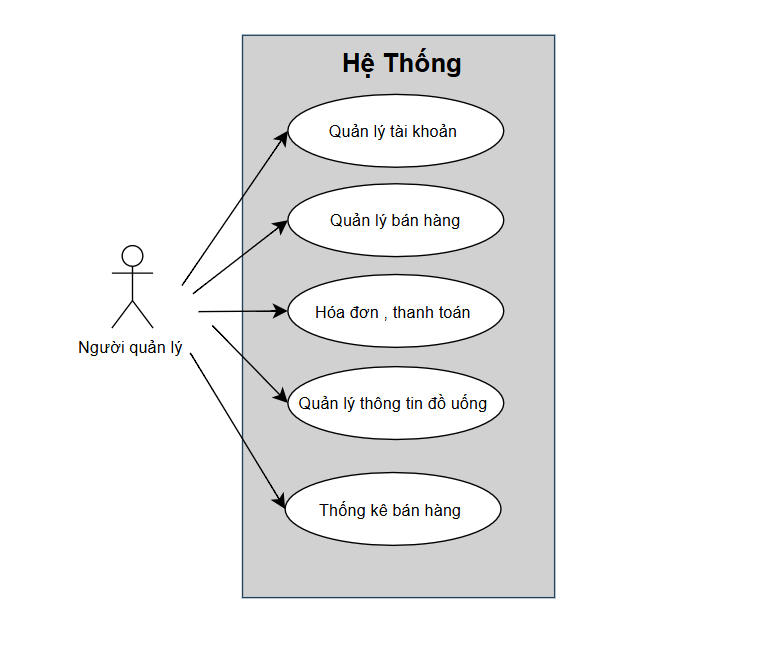 Hệ Thống
Quản lý tài khoản
Quản lý bán hàng
Hóa đơn , thanh toán
Người quản lý
Quản lý thông tin đồ uống
Thống kê bán hàng